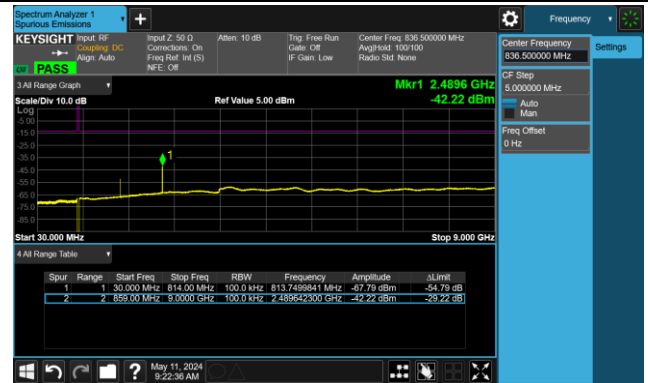 Spectrum Analyzer 1
Spurious Emissions
Frequency
KEYSIGHT Input: RF Input Z: 50 Ω Atten: 10 dB Trig: Free Run Center Freq: 836.500000 MHz
Coupling: DC Corrections: On Gate: Off Avg|Hold: 100/100
Align: Auto Freq Ref: Int (S) IF Gain: Low Radio Std: None
NFE: Off
PASS
Center Frequency
836.500000 MHz
Settings
CF Step
5.000000 MHz
Auto
Man
Freq Offset
0 Hz
3 All Range Graph
Mkr1 2.4896 GHz
Scale/Div 10.0 dB Ref Value 5.00 dBm -42.22 dBm
Log
-5.00
-15.0
-25.0
-35.0
-45.0
-55.0
-65.0
-75.0
-85.0
1
Start 30.000 MHz Stop 9.000 GHz
4 All Range Table
Spur Range Start Freq Stop Freq RBW Frequency Amplitude ΔLimit
1 1 30.000 MHz 814.00 MHz 100.0 kHz 813.7499841 MHz -67.79 dBm -54.79 dB
2 2 859.00 MHz 9.0000 GHz 100.0 kHz 2.489642300 GHz -42.22 dBm -29.22 dB
May 11, 2024
9:22:36 AM